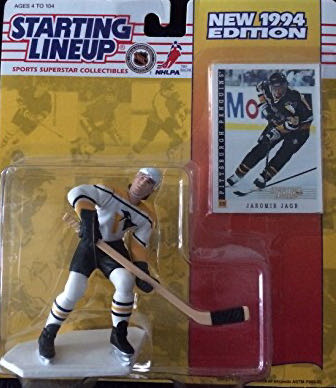 AGES 4 TO 104
STARTING
LINEUP
SPORTS SUPERSTAR COLLECTIBLES
NHLPA
NEW 1994
EDITION
PITTSBURGH PENGUINS
JAROMIR JAGR